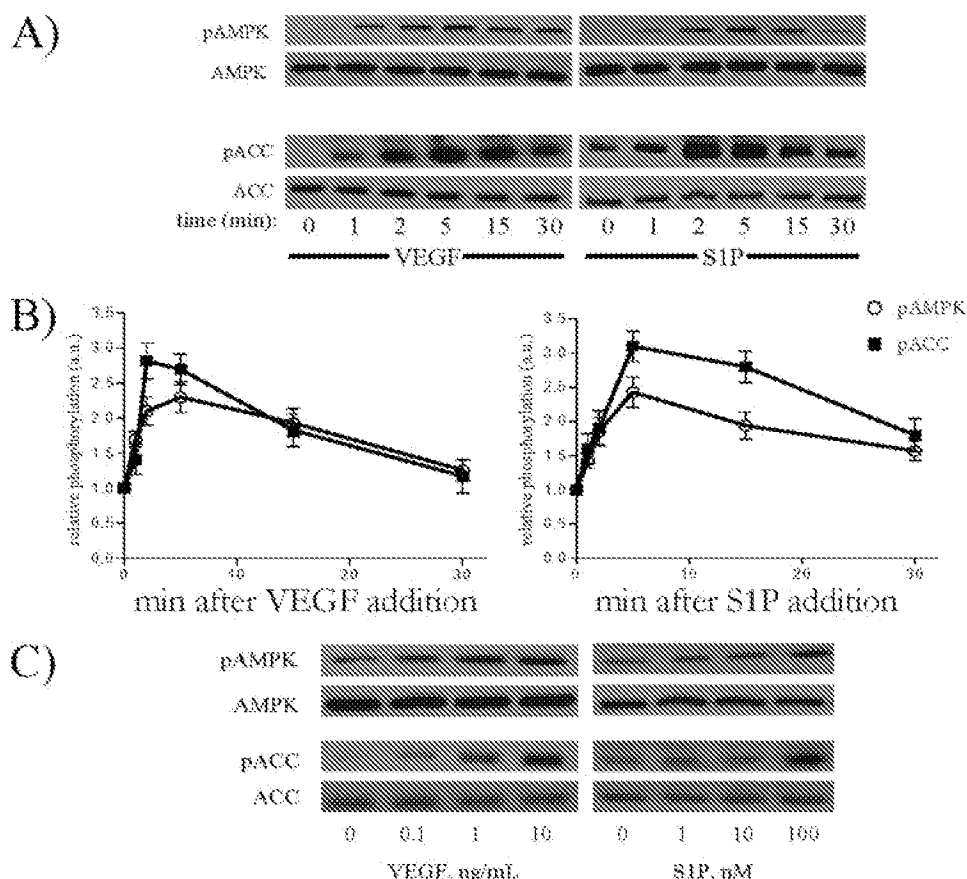 A)
pAMPK
AMPK
pACC
ACC
time (min): 0 1 2 5 15 30 0 1 2 5 15 30
VEGF S1P
B)
relative phosphorylation (a.u.)
3.5
3.0
2.5
2.0
1.5
1.0
0.5
0.0
0 10 20 30
min after VEGF addition
relative phosphorylation (a.u.)
3.5
3.0
2.5
2.0
1.5
1.0
0.5
0.0
0 10 20 30
min after S1P addition
pAMPK
pACC
C)
pAMPK
AMPK
pACC
ACC
0 0.1 1 10 0 1 10 100
VEGF, ng/mL S1P, nM